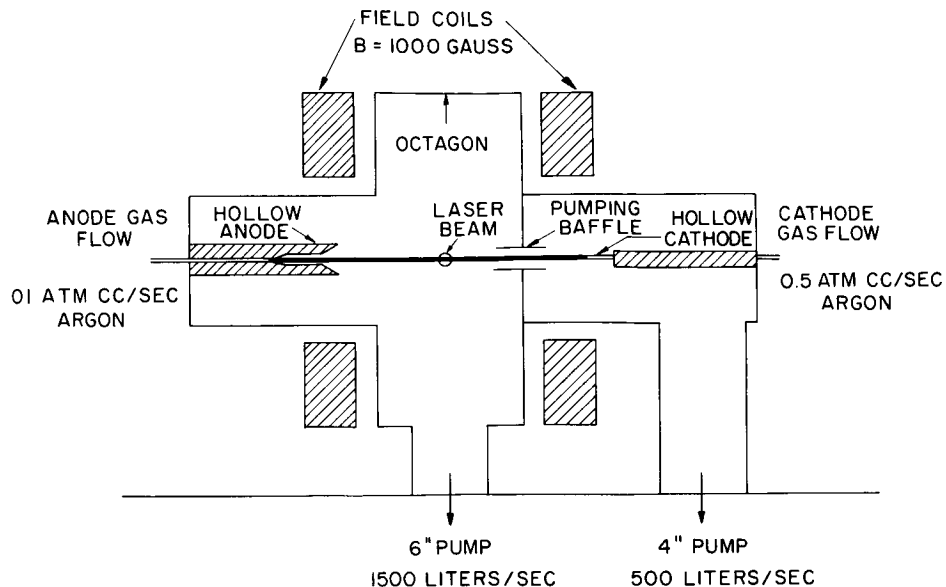 FIELD COILS
B = 1000 GAUSS
OCTAGON
ANODE GAS
FLOW
HOLLOW
ANODE
LASER
BEAM
PUMPING
BAFFLE
HOLLOW
CATHODE
CATHODE
GAS FLOW
01 ATM CC/SEC
ARGON
0.5 ATM CC/SEC
ARGON
6" PUMP
1500 LITERS/SEC
4" PUMP
500 LITERS/SEC